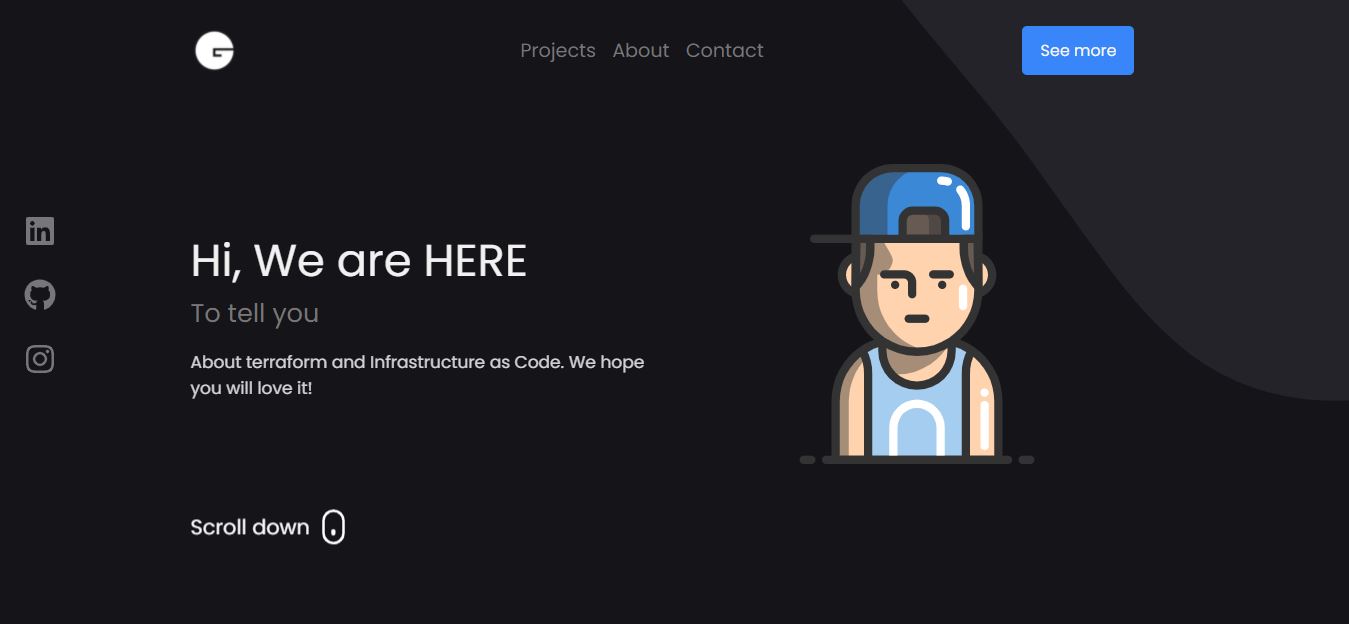 G
Projects About Contact
See more
in
Hi, We are HERE
To tell you
About terraform and Infrastructure as Code. We hope
you will love it!
Scroll down